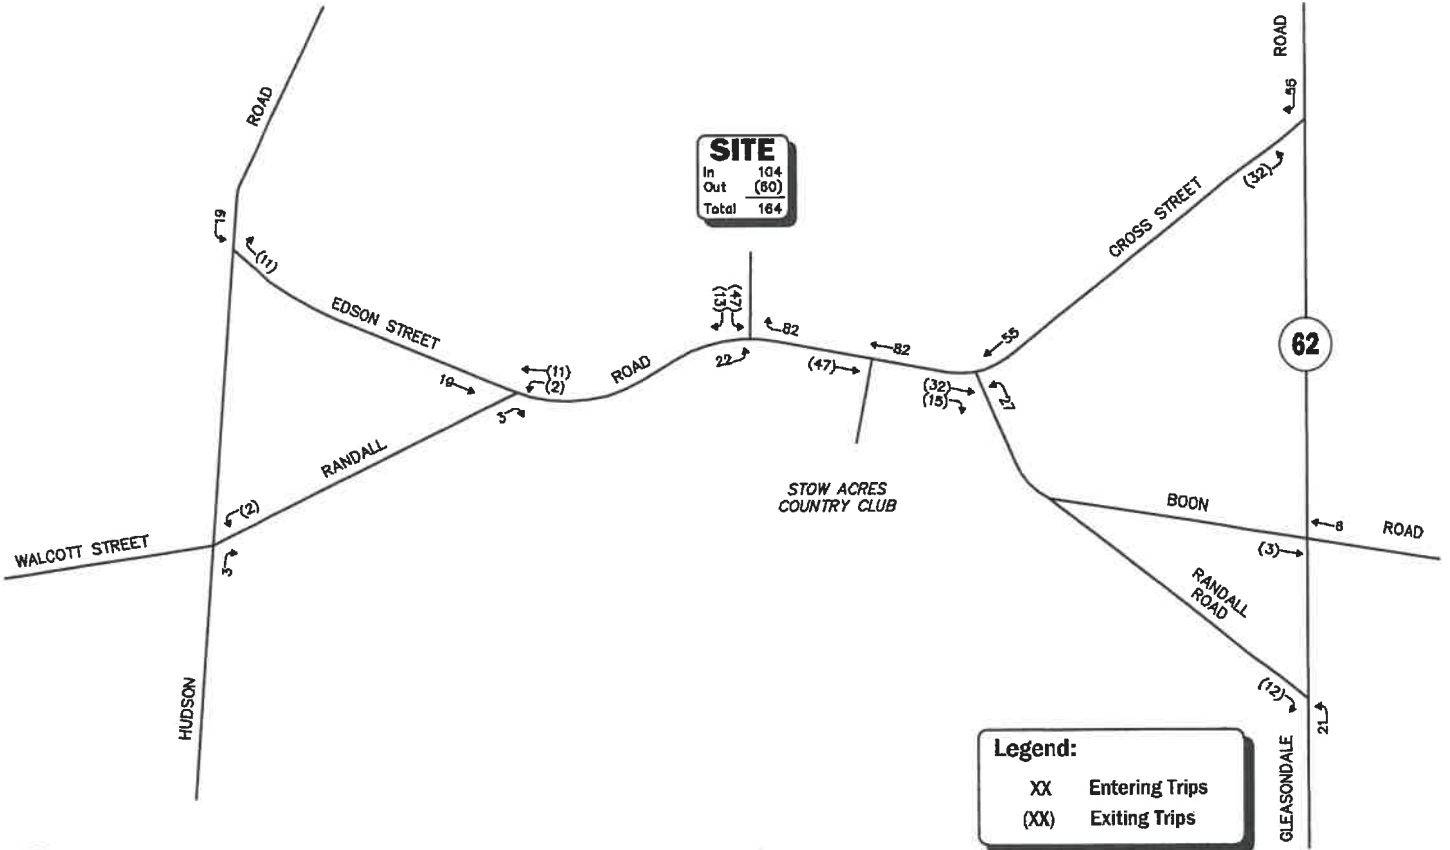 ROAD
ROAD
56
SITE
In 104
Out (60)
Total 164
(32)
CROSS STREET
19
(11)
EDSON STREET
(47)
(13)
82
22
ROAD
82
(47)
55
62
(11)
(2)
19
3
(32)
(15)
27
RANDALL
STOW ACRES
COUNTRY CLUB
(2)
WALCOTT STREET
3
BOON
8
ROAD
(3)
RANDALL
ROAD
HUDSON
(12)
21
GLEASONDALE
Legend:
XX Entering Trips
(XX) Exiting Trips